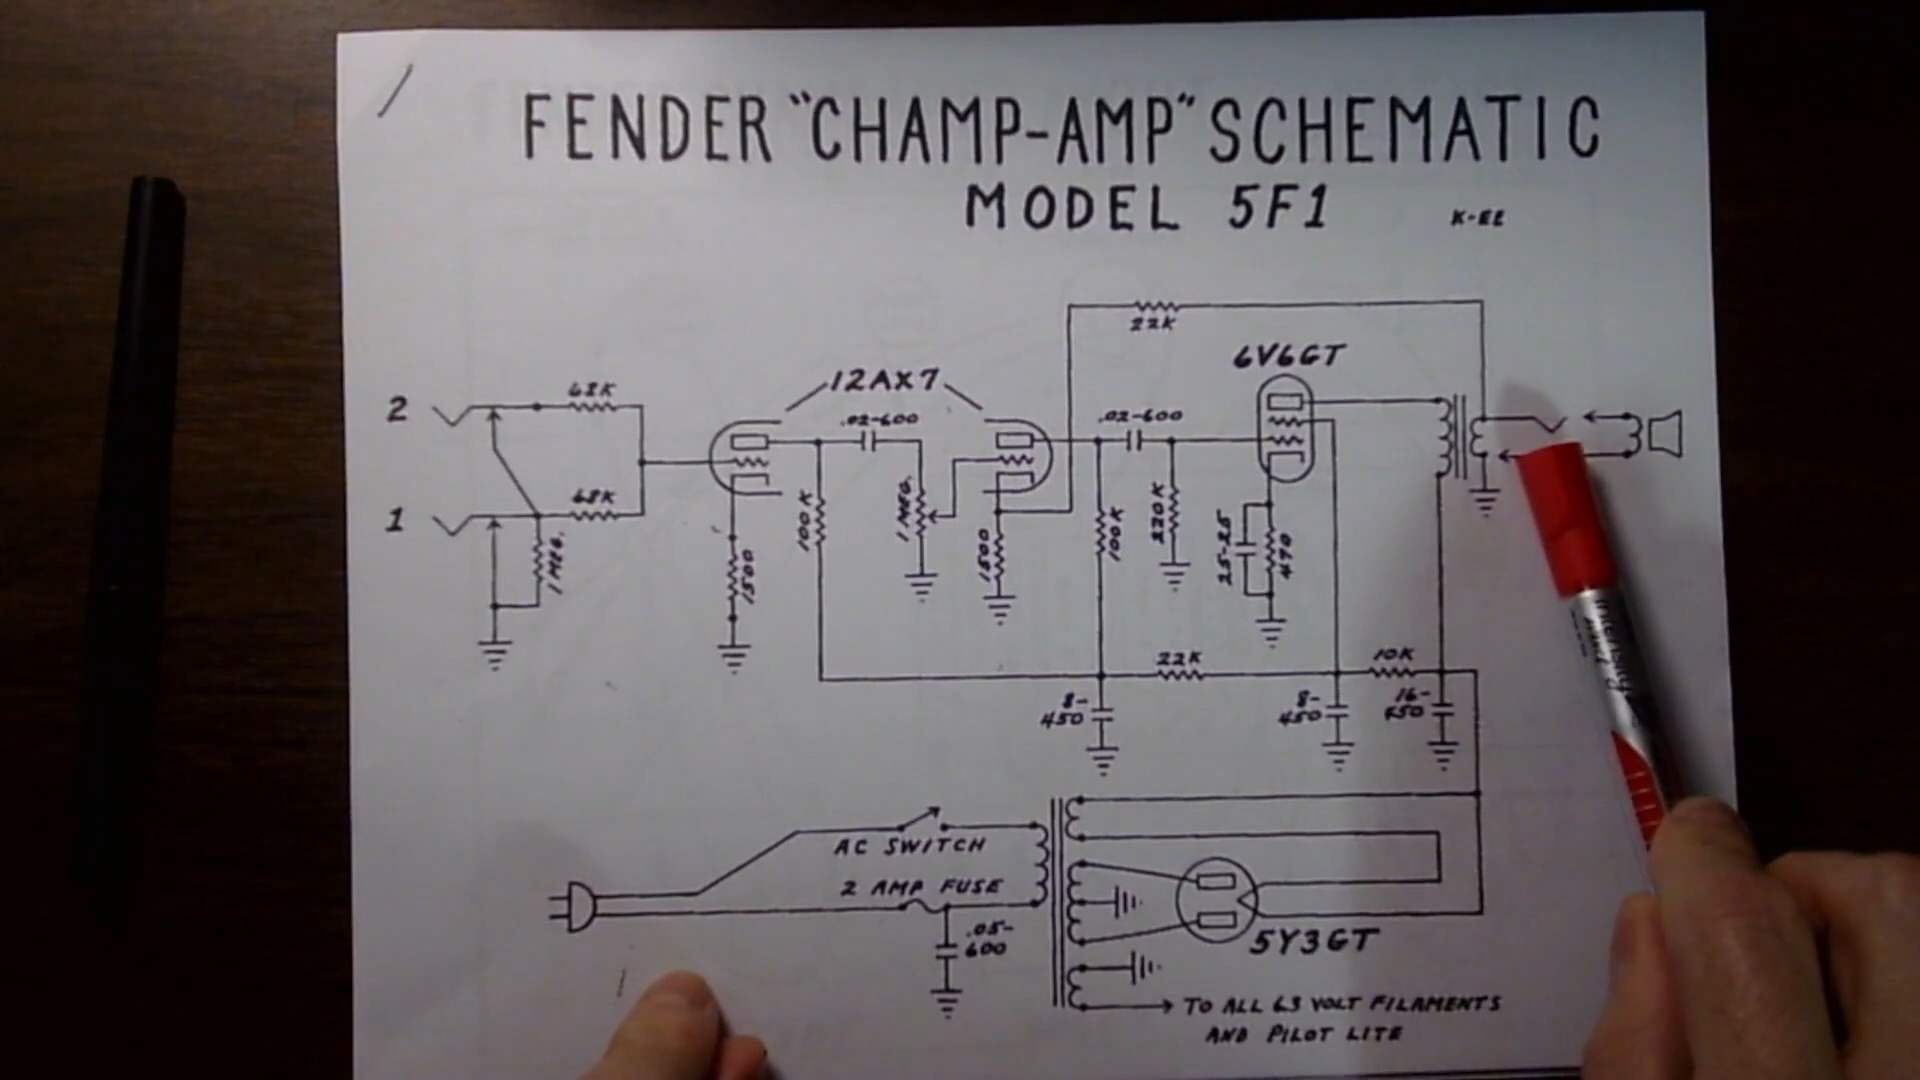 FENDER "CHAMP-AMP" SCHEMATIC
MODEL 5F1
K-EE
22K
6V6GT
12AX7
2
68K
.02-600
.02-600
1
68K
1 MEG.
1500
100K
1 MEG.
1500
100K
220K
25-25
470
22K
10K
8-
450
8-
450
16-
450
AC SWITCH
2 AMP FUSE
.05-
600
5Y3GT
TO ALL 6.3 VOLT FILAMENTS
AND PILOT LITE